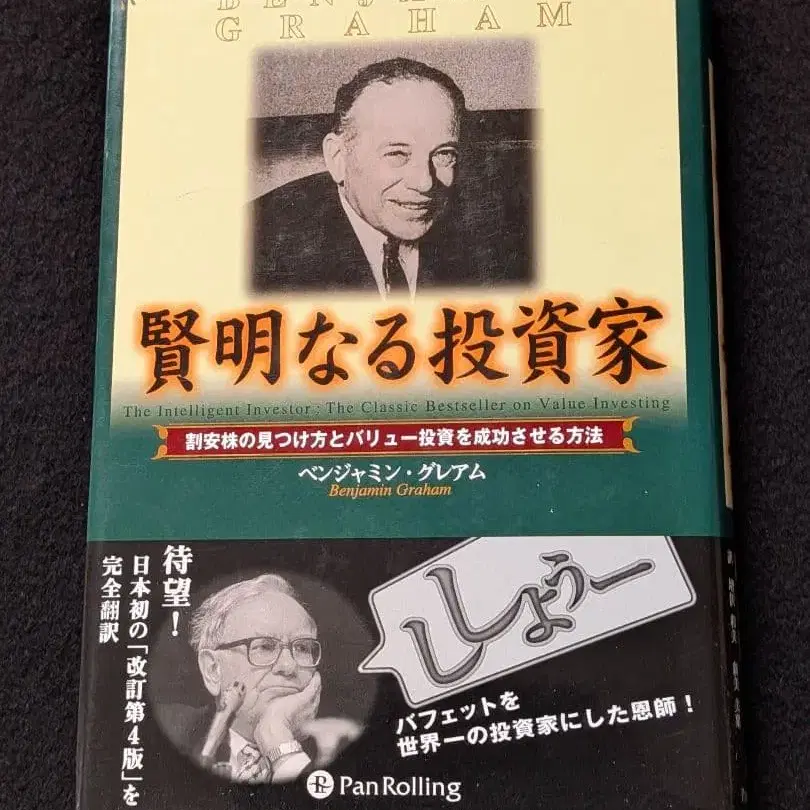 GRAHAM
賢明なる投資家
The Intelligent Investor : The Classic Bestseller on Value Investing
割安株の見つけ方とバリュー投資を成功させる方法
ベンジャミン・グレアム
Benjamin Graham
待望！
日本初の「改訂第4版」を
完全翻訳
ししょうー
バフェットを
世界一の投資家にした恩師！
PanRolling